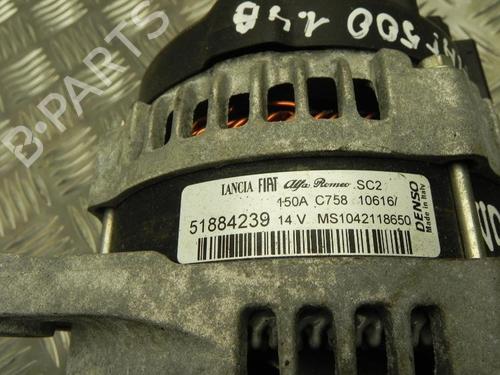 FIAT 500 1.4B
B-PARTS
LANCIA FIAT Alfa Romeo SC2
150A C758 10616/
51884239 14 V MS1042118650
DENSO
Made in Italy